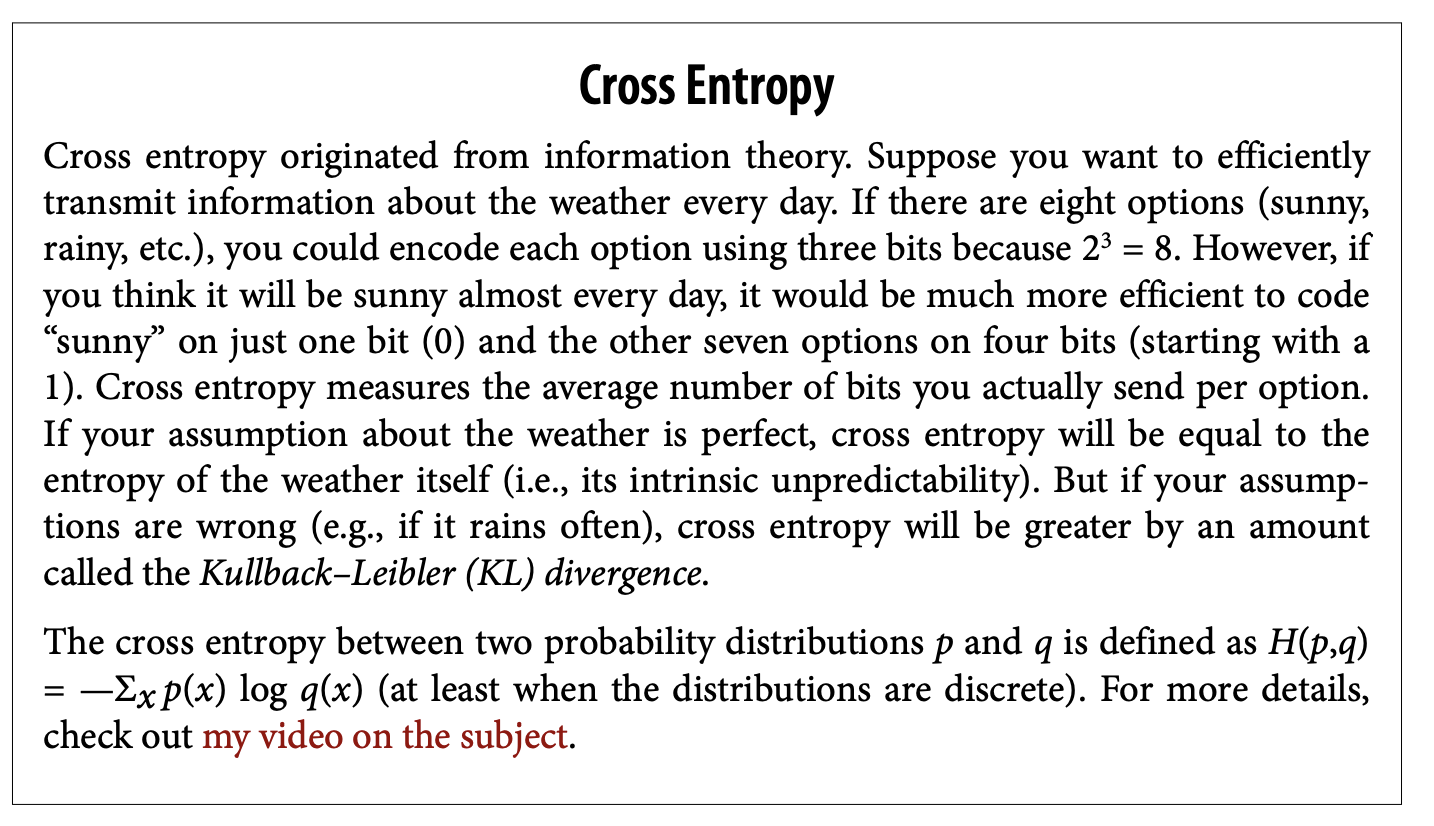 Cross Entropy
Cross entropy originated from information theory. Suppose you want to efficiently
transmit information about the weather every day. If there are eight options (sunny,
rainy, etc.), you could encode each option using three bits because 2³ = 8. However, if
you think it will be sunny almost every day, it would be much more efficient to code
“sunny” on just one bit (0) and the other seven options on four bits (starting with a
1). Cross entropy measures the average number of bits you actually send per option.
If your assumption about the weather is perfect, cross entropy will be equal to the
entropy of the weather itself (i.e., its intrinsic unpredictability). But if your assump-
tions are wrong (e.g., if it rains often), cross entropy will be greater by an amount
called the Kullback–Leibler (KL) divergence.
The cross entropy between two probability distributions p and q is defined as H(p,q)
= —Σₓ p(x) log q(x) (at least when the distributions are discrete). For more details,
check out my video on the subject.